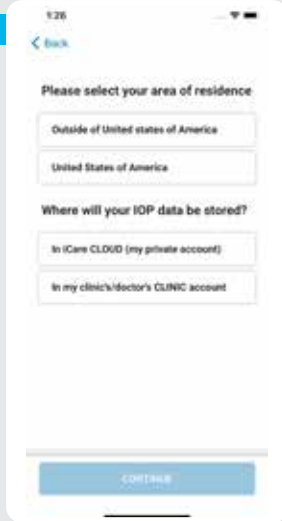 1:26
Back
Please select your area of residence
Outside of United states of America
United States of America
Where will your IOP data be stored?
In iCare CLOUD (my private account)
In my clinic's/doctor's CLINIC account
CONTINUE